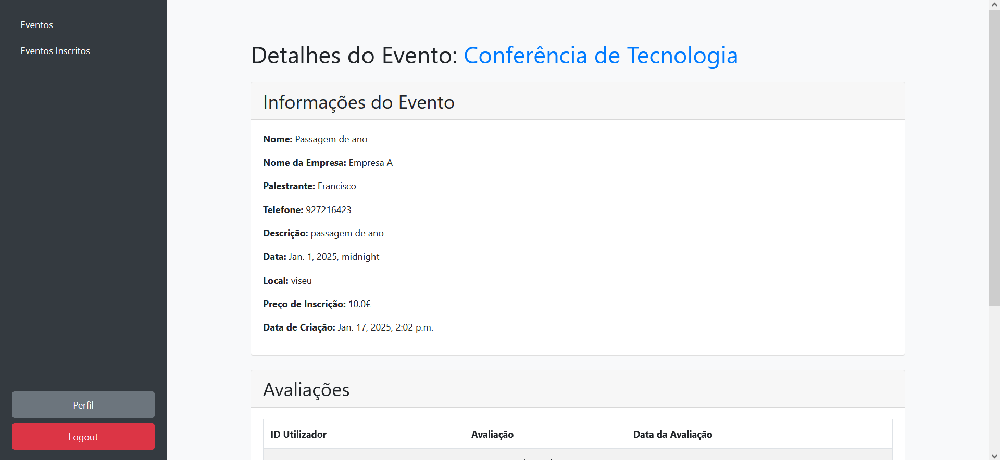 Eventos
Eventos Inscritos
Detalhes do Evento: Conferência de Tecnologia
Informações do Evento
Nome: Passagem de ano
Nome da Empresa: Empresa A
Palestrante: Francisco
Telefone: 927216423
Descrição: passagem de ano
Data: Jan. 1, 2025, midnight
Local: viseu
Preço de Inscrição: 10.0€
Data de Criação: Jan. 17, 2025, 2:02 p.m.
Avaliações
ID Utilizador Avaliação Data da Avaliação
Perfil
Logout